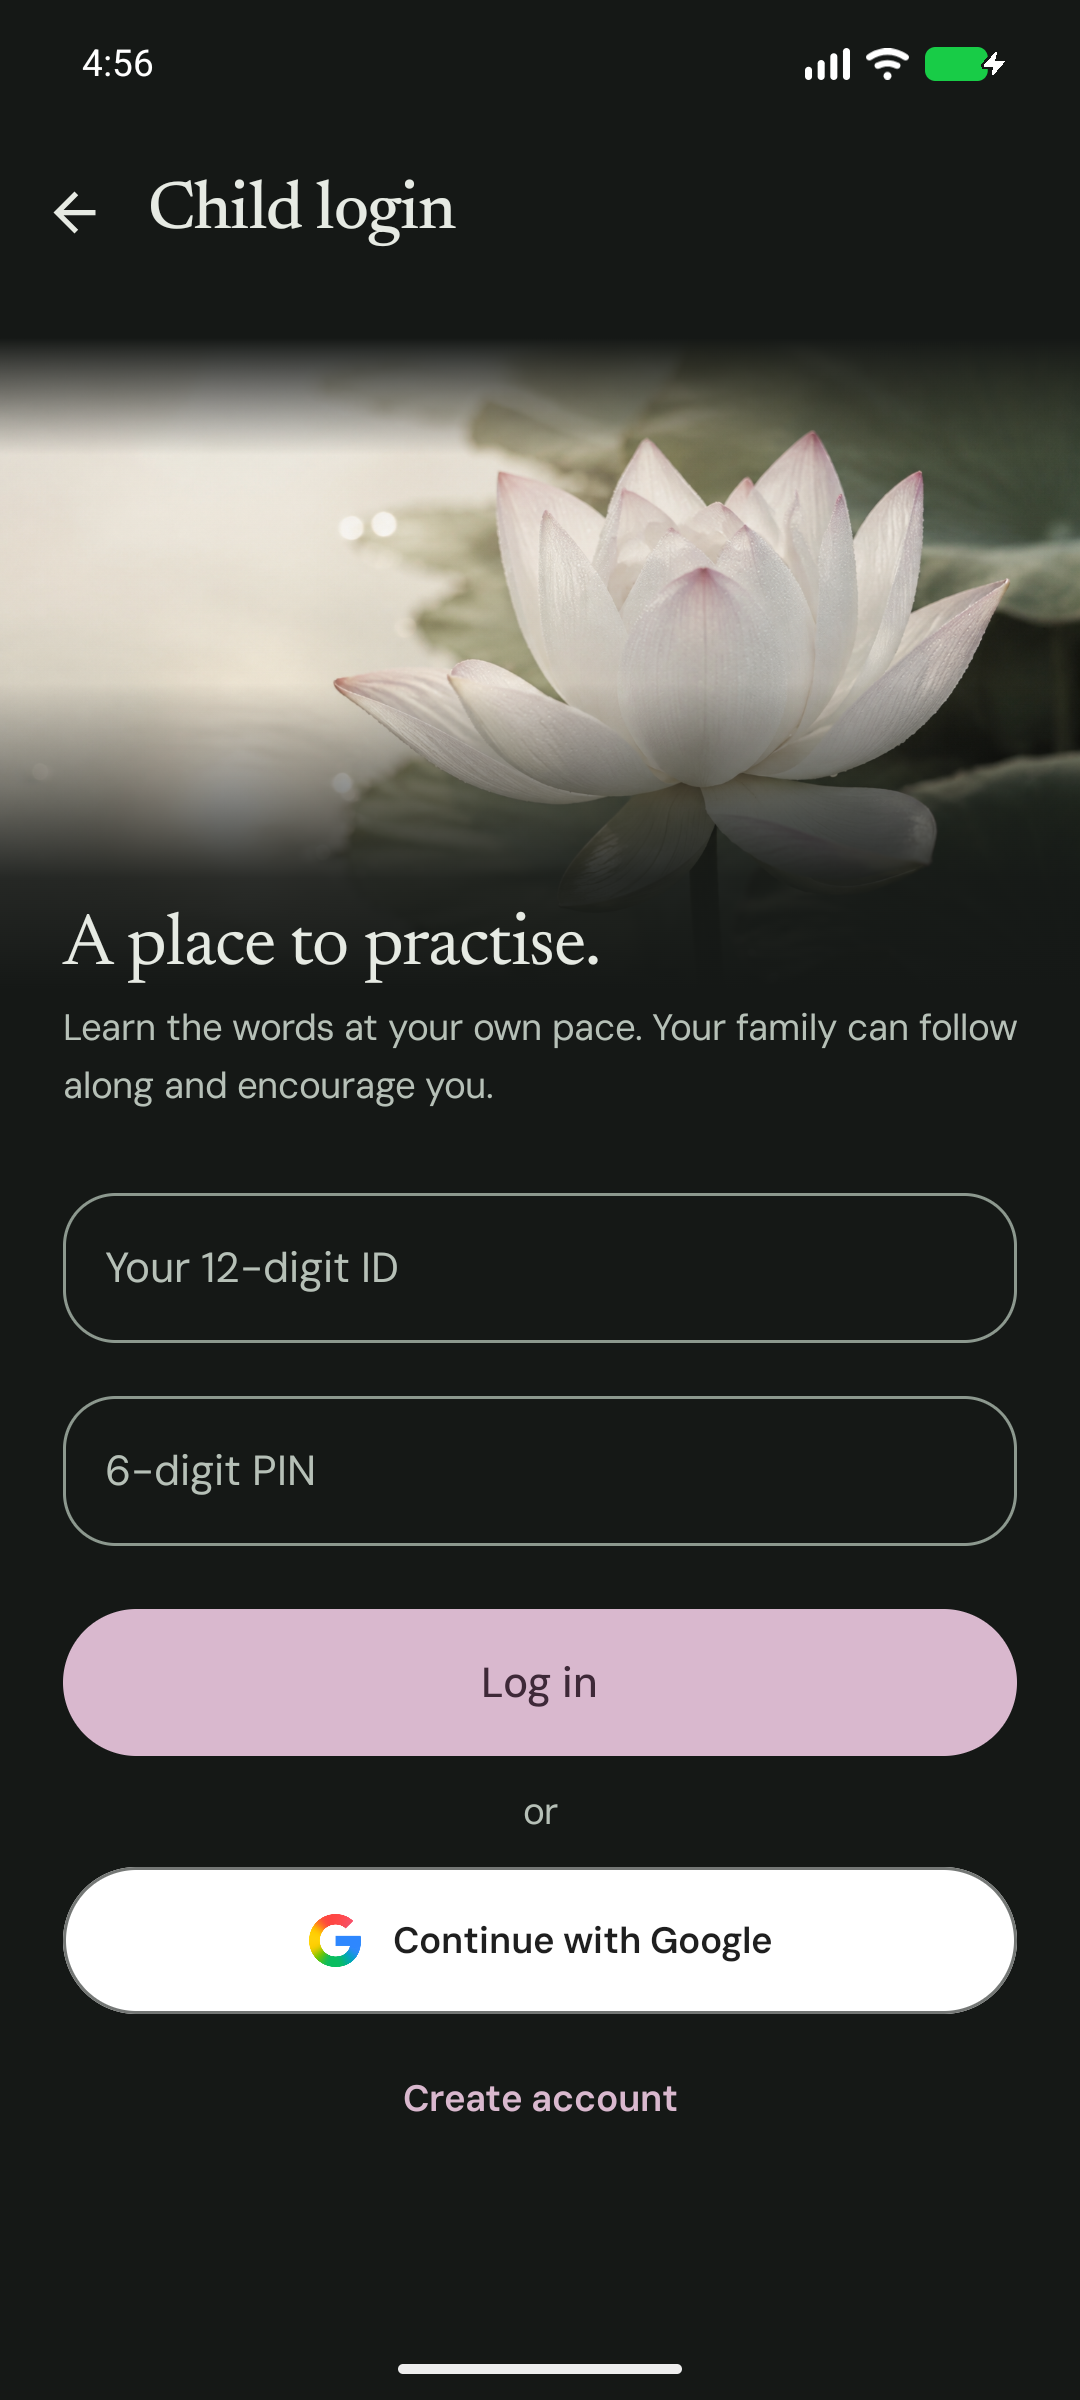 4:56
Child login
A place to practise.
Learn the words at your own pace. Your family can follow
along and encourage you.
Your 12-digit ID
6-digit PIN
Log in
or
Continue with Google
Create account